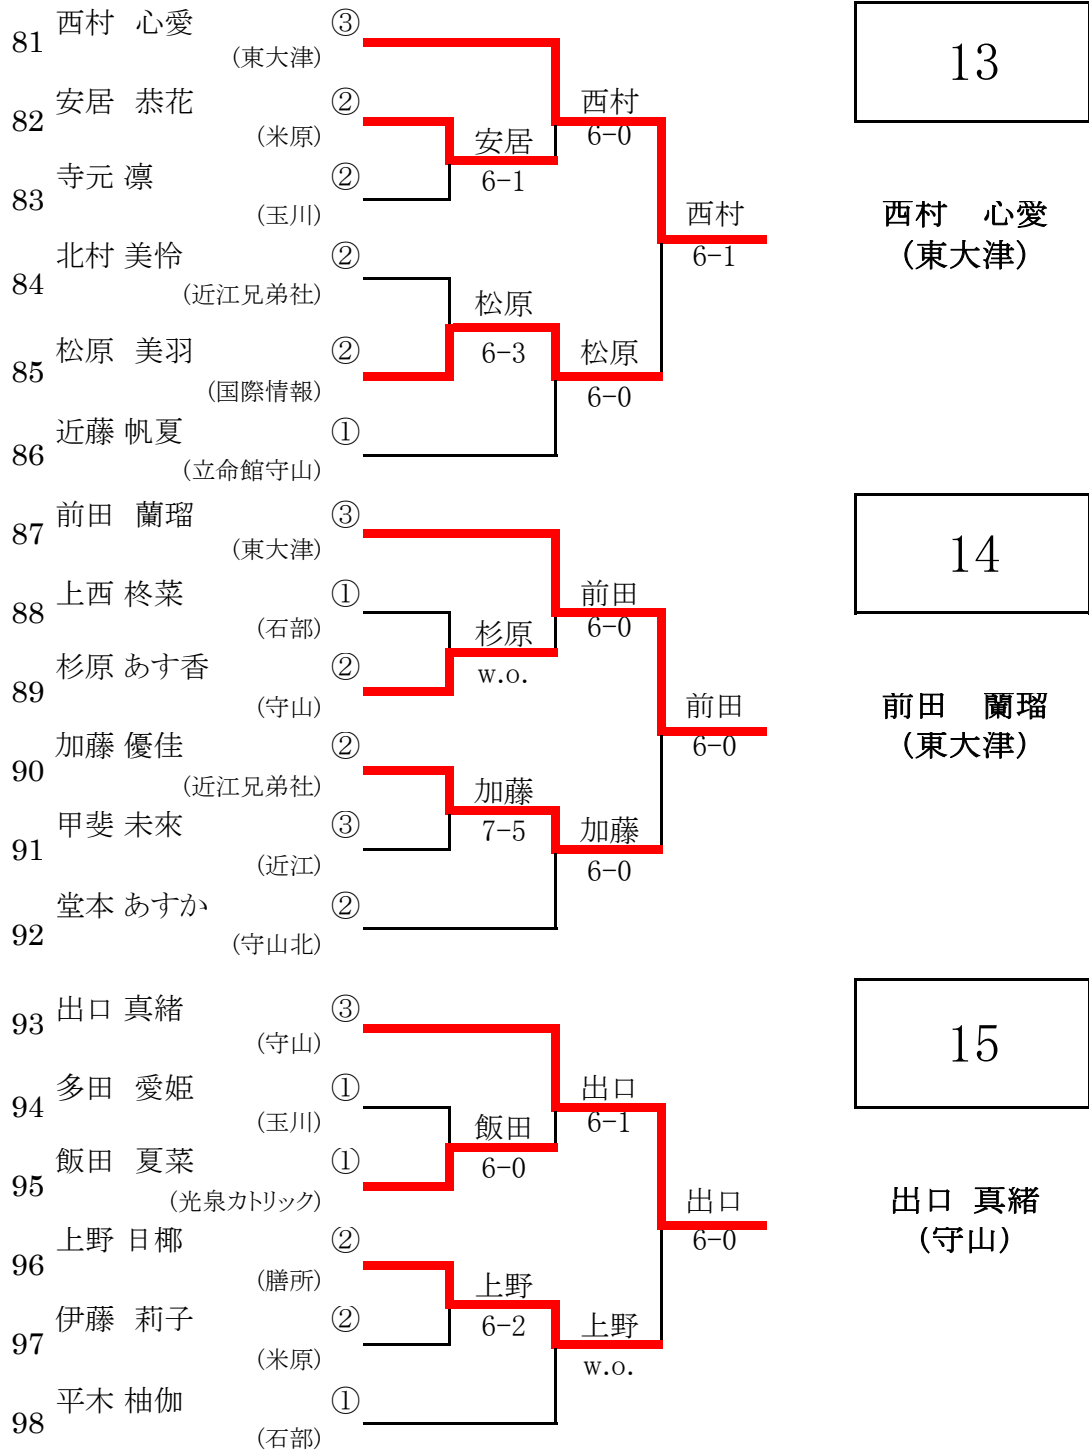 81 西村 心愛 ③
(東大津)
82 安居 恭花 ②
(米原)
83 寺元 凛 ②
(玉川)
84 北村 美怜 ②
(近江兄弟社)
85 松原 美羽 ②
(国際情報)
86 近藤 帆夏 ①
(立命館守山)
安居
6-1
松原
6-3
西村
6-0
松原
6-0
西村
6-1
13
西村 心愛
(東大津)
87 前田 蘭瑠 ③
(東大津)
88 上西 柊菜 ①
(石部)
89 杉原 あす香 ②
(守山)
90 加藤 優佳 ②
(近江兄弟社)
91 甲斐 未來 ③
(近江)
92 堂本 あすか ②
(守山北)
杉原
w.o.
加藤
7-5
前田
6-0
加藤
6-0
前田
6-0
14
前田 蘭瑠
(東大津)
93 出口 真緒 ③
(守山)
94 多田 愛姫 ①
(玉川)
95 飯田 夏菜 ①
(光泉カトリック)
96 上野 日椰 ②
(膳所)
97 伊藤 莉子 ②
(米原)
98 平木 柚伽 ①
(石部)
飯田
6-0
上野
6-2
出口
6-1
上野
w.o.
出口
6-0
15
出口 真緒
(守山)